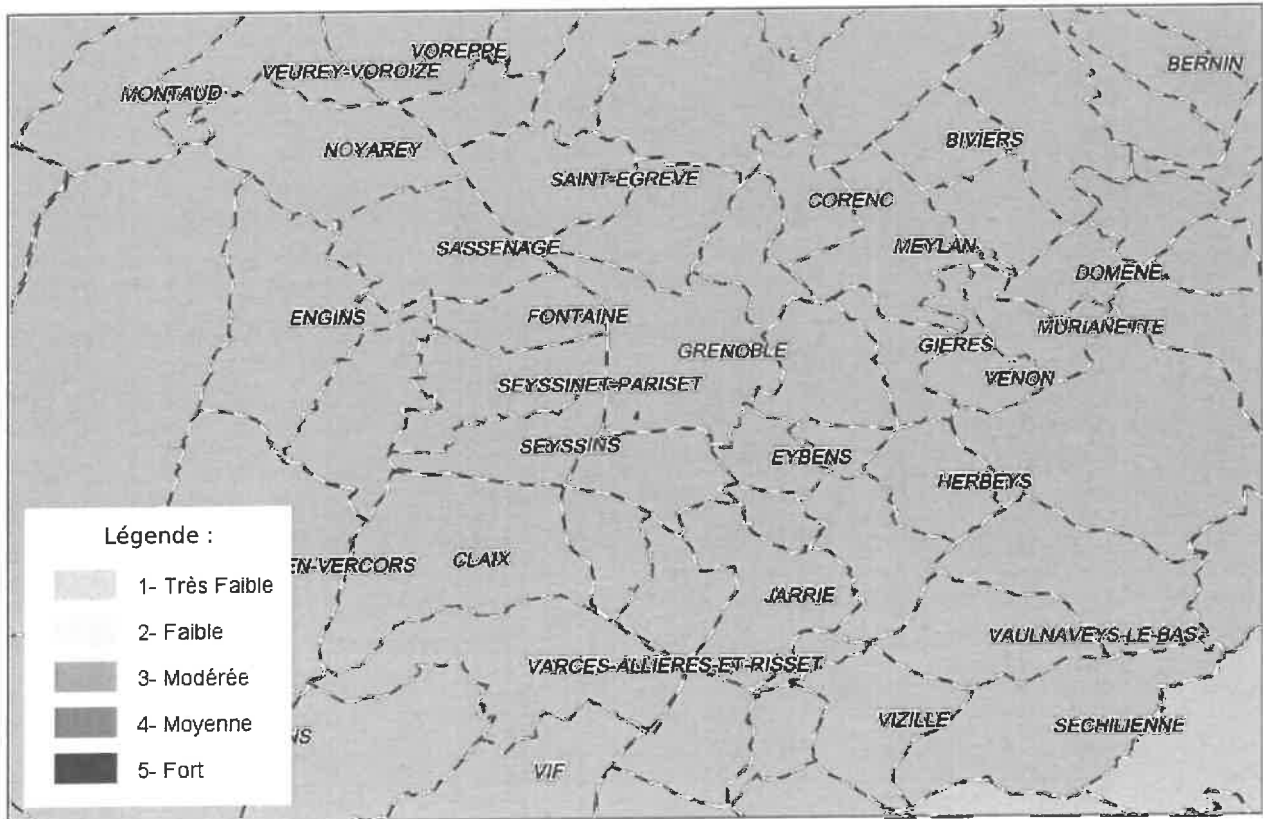 VOREPPE
BERNIN
VEUREY-VOROIZE
MONTAUD
BIVIERS
NOYAREY
SAINT-EGREVE
CORENC
SASSENAGE
MEYLAN
DOMENE
ENGINS
FONTAINE
MURIANETTE
GRENOBLE
GIERES
SEYSSINET-PARISET
VENON
SEYSSINS
EYBENS
HERBEYS
Légende :
EN-VERCORS
CLAIX
1- Très Faible
JARRIE
2- Faible
VAULNAVEYS-LE-BAS
VARCES-ALLIERES-ET-RISSET
3- Modérée
4- Moyenne
VIZILLE
SECHILIENNE
NS
5- Fort
VIF